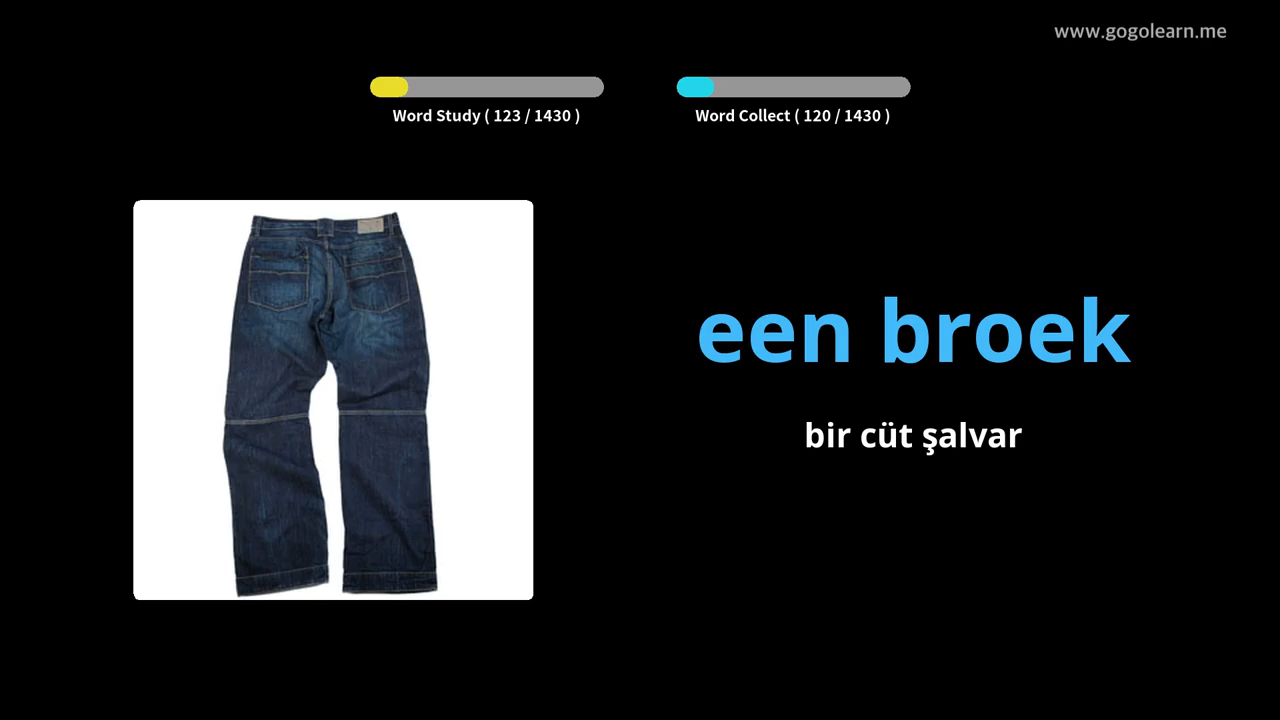 www.gogolearn.me
Word Study ( 123 / 1430 )
Word Collect ( 120 / 1430 )
een broek
bir cüt şalvar